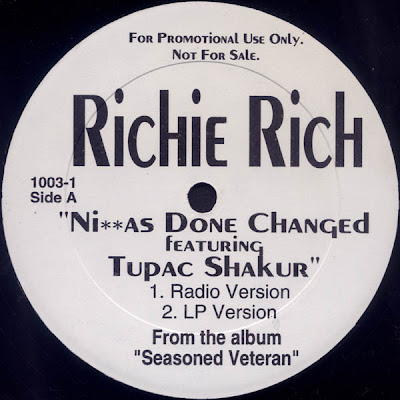 For Promotional Use Only.
Not For Sale.
Richie Rich
1003-1
Side A
"Ni**as Done Changed
featuring
Tupac Shakur"
1. Radio Version
2. LP Version
From the album
"Seasoned Veteran"